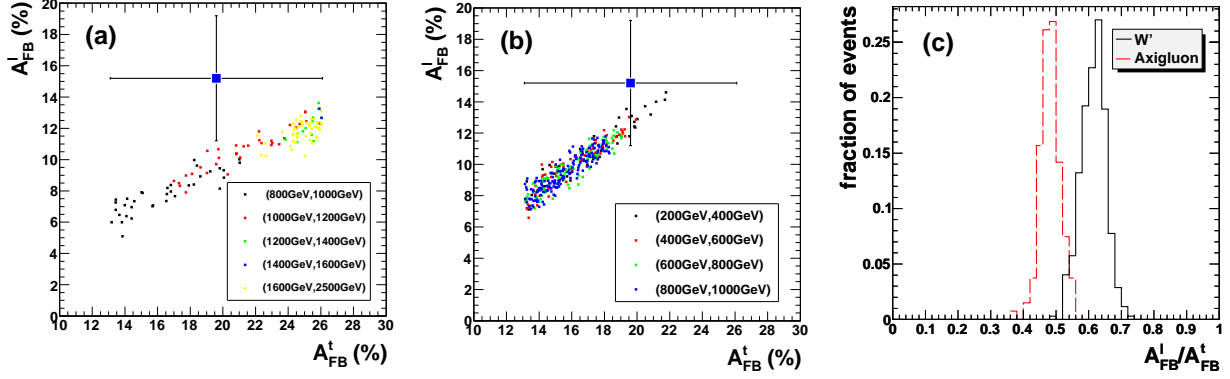 (a)
A^l_FB (%)
20
18
16
14
12
10
8
6
4
2
0
(800GeV,1000GeV)
(1000GeV,1200GeV)
(1200GeV,1400GeV)
(1400GeV,1600GeV)
(1600GeV,2500GeV)
10 12 14 16 18 20 22 24 26 28 30
A^t_FB (%)
(b)
A^l_FB (%)
20
18
16
14
12
10
8
6
4
2
0
(200GeV,400GeV)
(400GeV,600GeV)
(600GeV,800GeV)
(800GeV,1000GeV)
10 12 14 16 18 20 22 24 26 28 30
A^t_FB (%)
(c)
fraction of events
W'
Axigluon
0.25
0.2
0.15
0.1
0.05
0
0 0.1 0.2 0.3 0.4 0.5 0.6 0.7 0.8 0.9 1
A^l_FB/A^t_FB